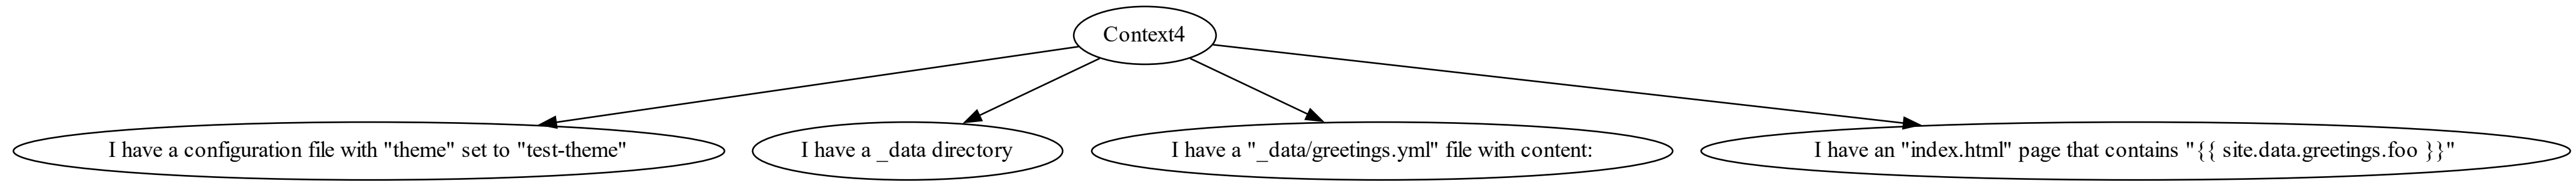 Context4
I have a configuration file with "theme" set to "test-theme"
I have a _data directory
I have a "_data/greetings.yml" file with content:
I have an "index.html" page that contains "{{ site.data.greetings.foo }}"